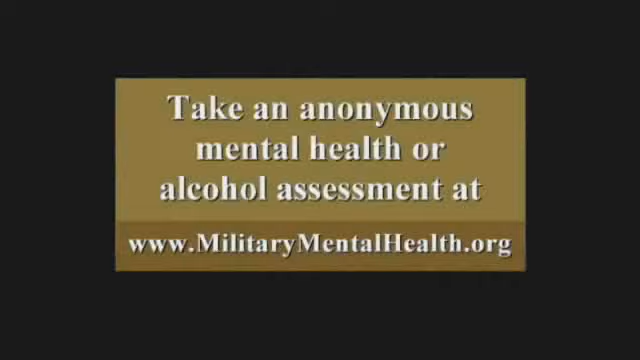 Take an anonymous
mental health or
alcohol assessment at
www.MilitaryMentalHealth.org